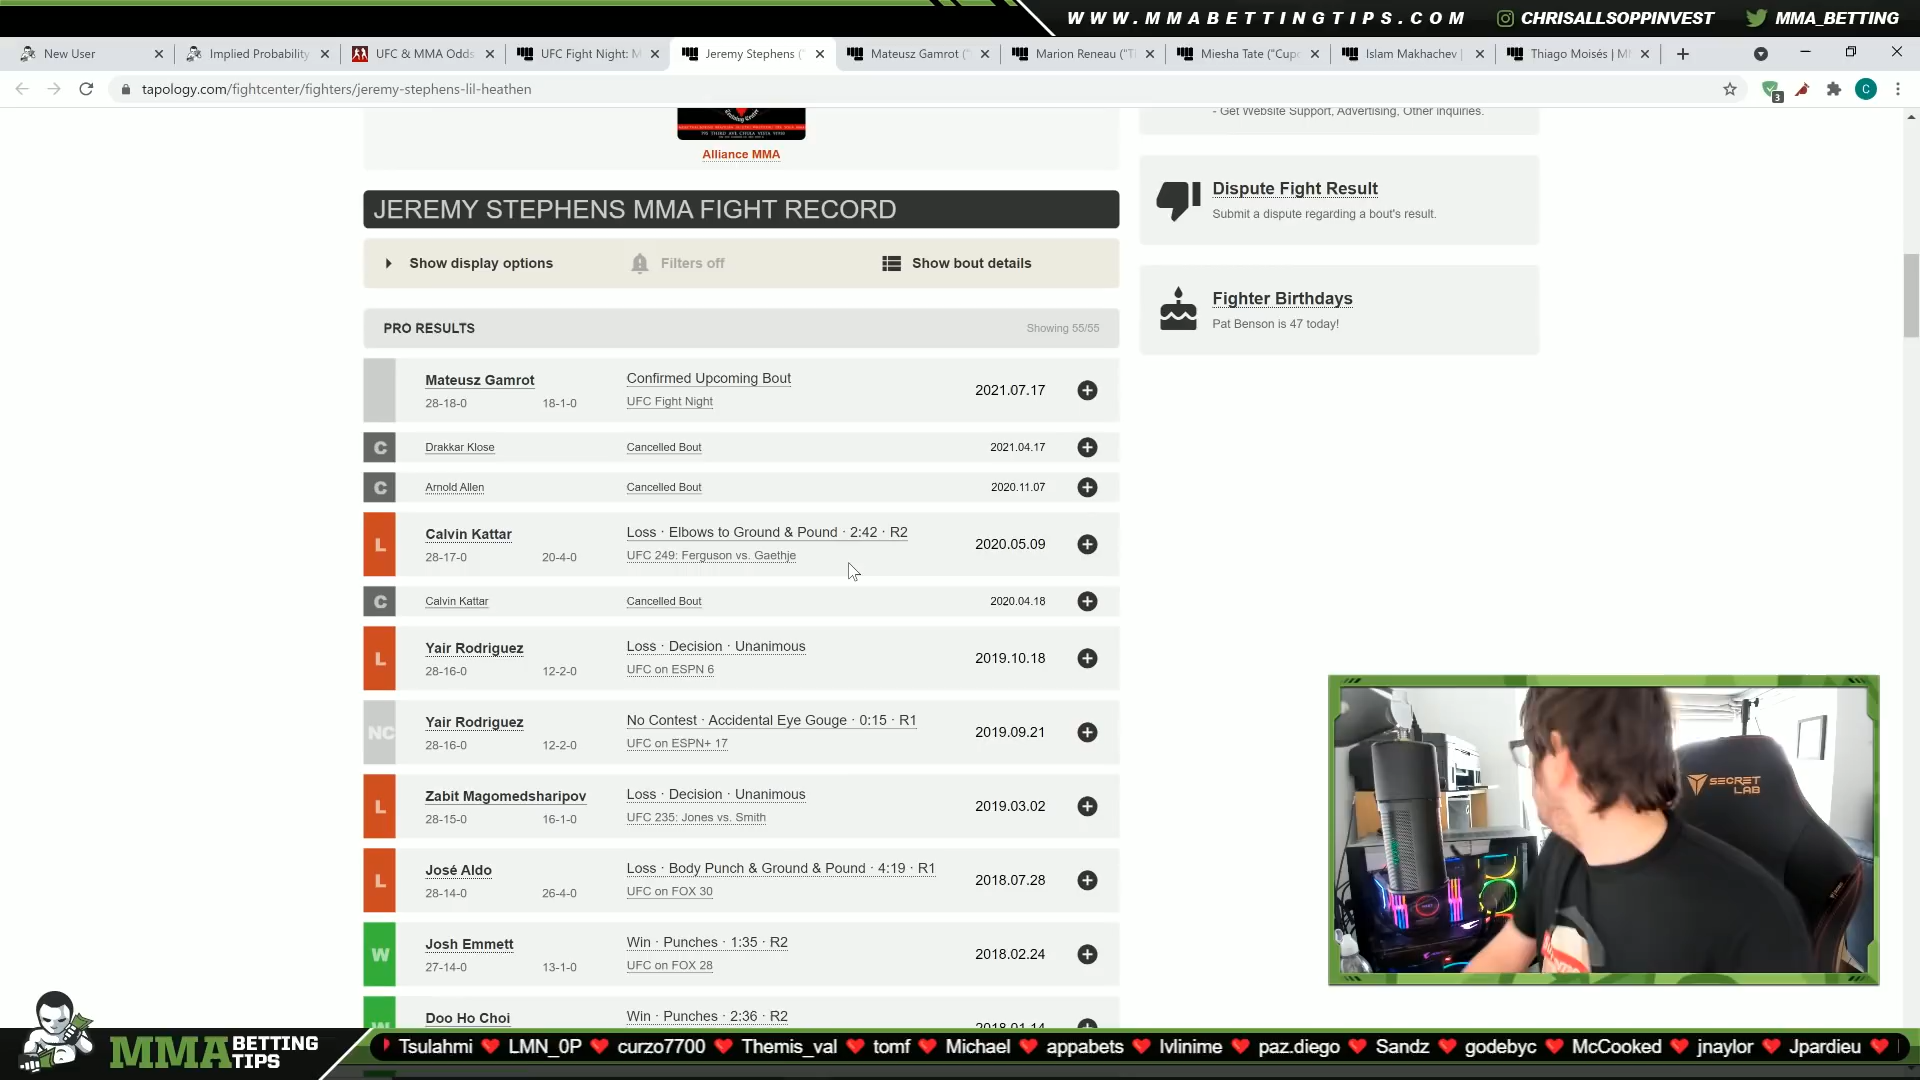 WWW.MMABETTINGTIPS.COM
CHRISALLSOPPINVEST
MMA_BETTING
New User
Implied Probability
UFC & MMA Odds
UFC Fight Night: M
Jeremy Stephens ("
Mateusz Gamrot ("
Marion Reneau ("T
Miesha Tate ("Cupc
Islam Makhachev |
Thiago Moisés | M
tapology.com/fightcenter/fighters/jeremy-stephens-lil-heathen
3
C
Alliance MMA
- Get Website Support, Advertising, Other Inquiries.
Dispute Fight Result
Submit a dispute regarding a bout's result.
Fighter Birthdays
Pat Benson is 47 today!
JEREMY STEPHENS MMA FIGHT RECORD
Show display options
Filters off
Show bout details
PRO RESULTS
Showing 55/55
Mateusz Gamrot
Confirmed Upcoming Bout
2021.07.17
28-18-0
18-1-0
UFC Fight Night
C
Drakkar Klose
Cancelled Bout
2021.04.17
C
Arnold Allen
Cancelled Bout
2020.11.07
L
Calvin Kattar
Loss · Elbows to Ground & Pound · 2:42 · R2
2020.05.09
28-17-0
20-4-0
UFC 249: Ferguson vs. Gaethje
C
Calvin Kattar
Cancelled Bout
2020.04.18
L
Yair Rodriguez
Loss · Decision · Unanimous
2019.10.18
28-16-0
12-2-0
UFC on ESPN 6
NC
Yair Rodriguez
No Contest · Accidental Eye Gouge · 0:15 · R1
2019.09.21
28-16-0
12-2-0
UFC on ESPN+ 17
L
Zabit Magomedsharipov
Loss · Decision · Unanimous
2019.03.02
28-15-0
16-1-0
UFC 235: Jones vs. Smith
L
José Aldo
Loss · Body Punch & Ground & Pound · 4:19 · R1
2018.07.28
28-14-0
26-4-0
UFC on FOX 30
W
Josh Emmett
Win · Punches · 1:35 · R2
2018.02.24
27-14-0
13-1-0
UFC on FOX 28
W
Doo Ho Choi
Win · Punches · 2:36 · R2
2018.01.14
SECRET
LAB
MMA BETTING
TIPS
Tsulahmi
LMN_0P
curzo7700
Themis_val
tomf
Michael
appabets
lvlinime
paz.diego
Sandz
godebyc
McCooked
jnaylor
Jpardieu